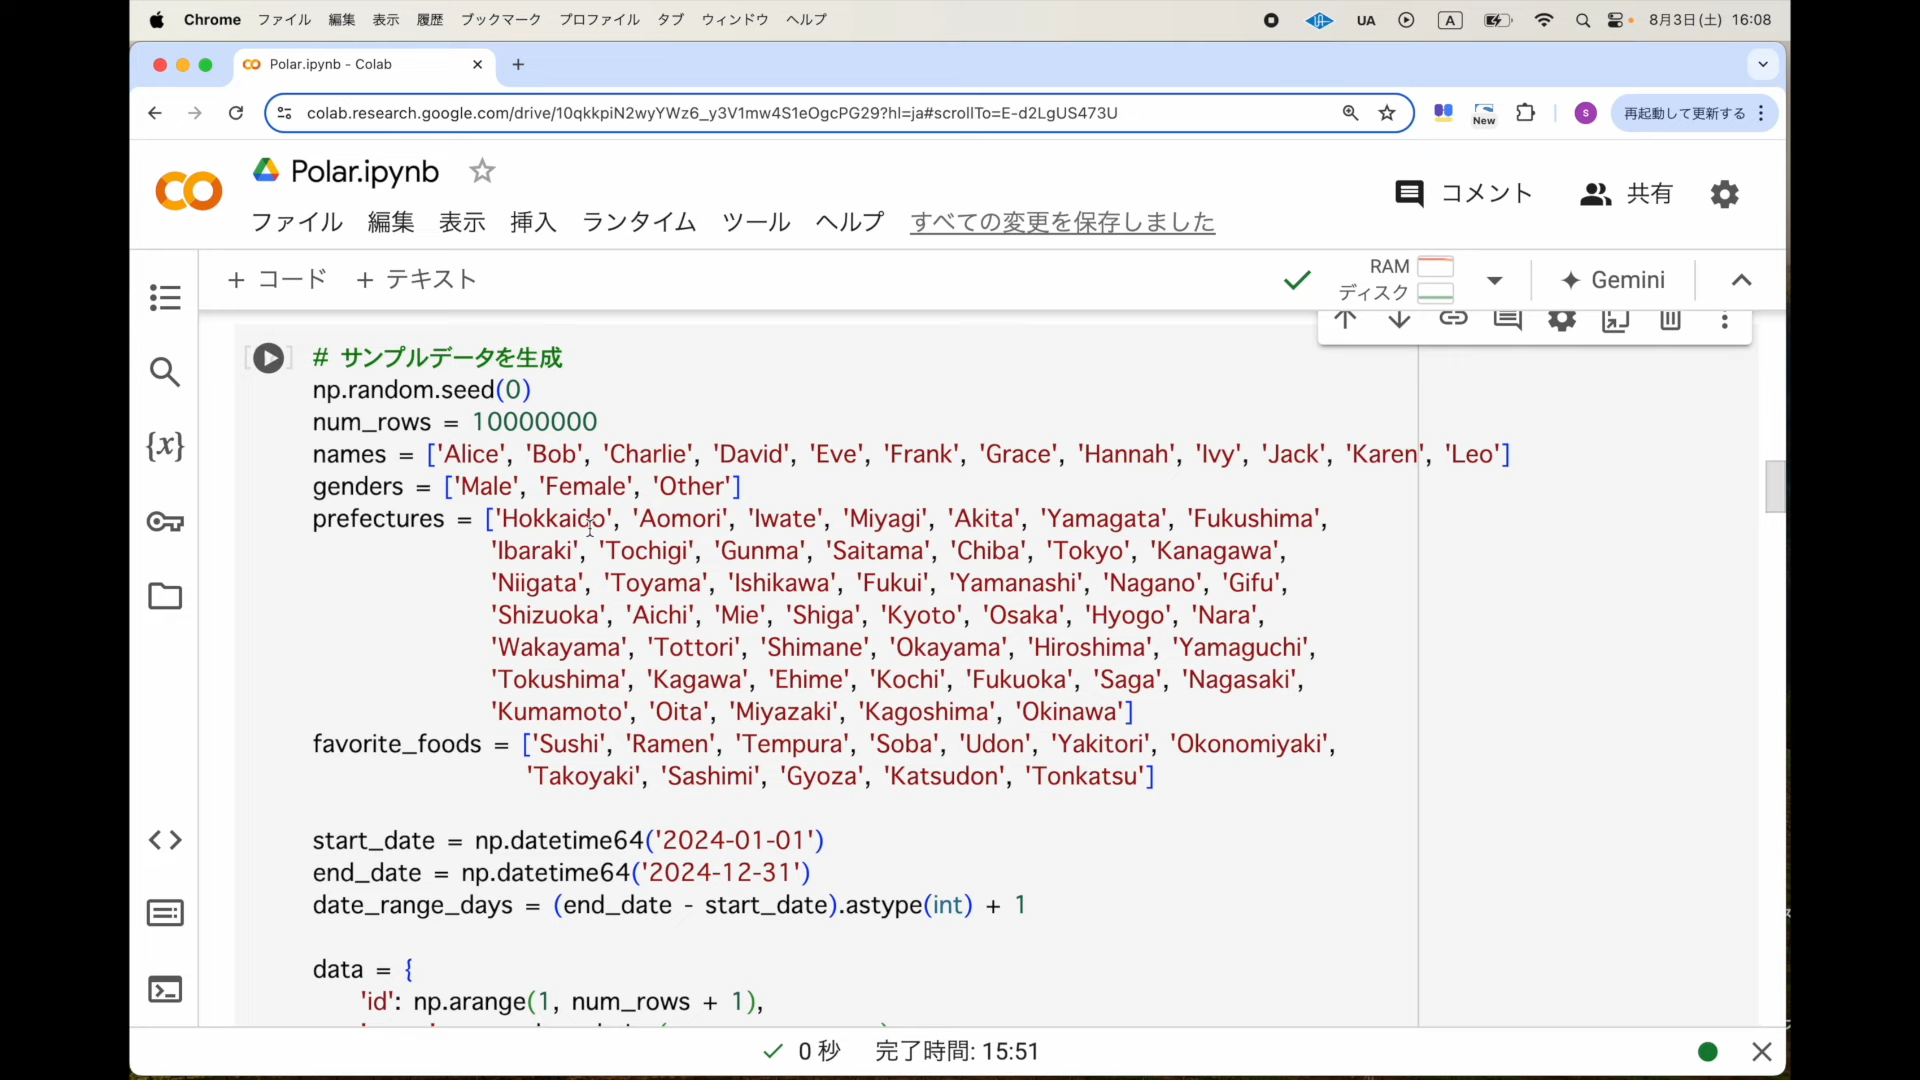 Chrome ファイル 編集 表示 履歴 ブックマーク プロファイル タブ ウィンドウ ヘルプ UA A 8月3日(土) 16:08
Polar.ipynb - Colab
colab.research.google.com/drive/10qkkpiN2wyYWz6_y3V1mw4S1eOgcPG29?hl=ja#scrollTo=E-d2LgUS473U New S 再起動して更新する
Polar.ipynb
コメント 共有
ファイル 編集 表示 挿入 ランタイム ツール ヘルプ すべての変更を保存しました
+ コード + テキスト RAM ディスク Gemini
# サンプルデータを生成
np.random.seed(0)
num_rows = 10000000
names = ['Alice', 'Bob', 'Charlie', 'David', 'Eve', 'Frank', 'Grace', 'Hannah', 'Ivy', 'Jack', 'Karen', 'Leo']
genders = ['Male', 'Female', 'Other']
prefectures = ['Hokkaido', 'Aomori', 'Iwate', 'Miyagi', 'Akita', 'Yamagata', 'Fukushima',
'Ibaraki', 'Tochigi', 'Gunma', 'Saitama', 'Chiba', 'Tokyo', 'Kanagawa',
'Niigata', 'Toyama', 'Ishikawa', 'Fukui', 'Yamanashi', 'Nagano', 'Gifu',
'Shizuoka', 'Aichi', 'Mie', 'Shiga', 'Kyoto', 'Osaka', 'Hyogo', 'Nara',
'Wakayama', 'Tottori', 'Shimane', 'Okayama', 'Hiroshima', 'Yamaguchi',
'Tokushima', 'Kagawa', 'Ehime', 'Kochi', 'Fukuoka', 'Saga', 'Nagasaki',
'Kumamoto', 'Oita', 'Miyazaki', 'Kagoshima', 'Okinawa']
favorite_foods = ['Sushi', 'Ramen', 'Tempura', 'Soba', 'Udon', 'Yakitori', 'Okonomiyaki',
'Takoyaki', 'Sashimi', 'Gyoza', 'Katsudon', 'Tonkatsu']
start_date = np.datetime64('2024-01-01')
end_date = np.datetime64('2024-12-31')
date_range_days = (end_date - start_date).astype(int) + 1
data = {
'id': np.arange(1, num_rows + 1),
0 秒 完了時間: 15:51